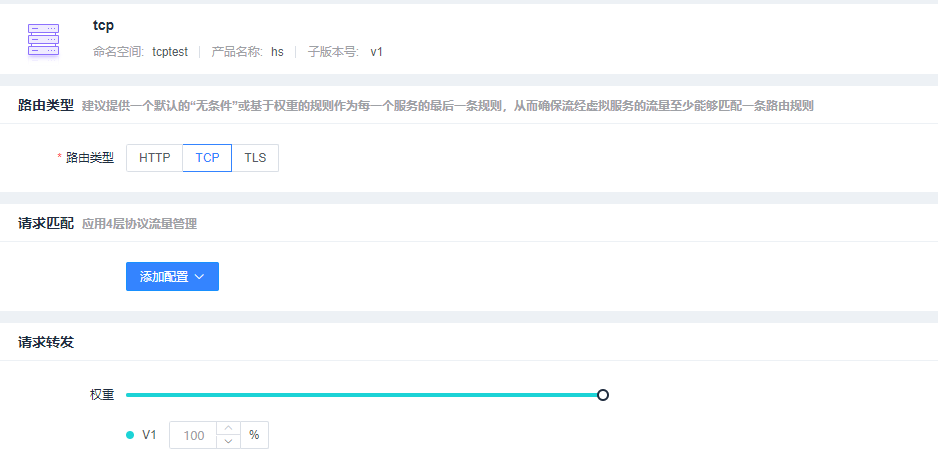 tcp
命名空间: tcptest 产品名称: hs 子版本号: v1
路由类型 建议提供一个默认的“无条件”或基于权重的规则作为每一个服务的最后一条规则，从而确保流经虚拟服务的流量至少能够匹配一条路由规则
* 路由类型 HTTP TCP TLS
请求匹配 应用4层协议流量管理
添加配置
请求转发
权重
V1 100 %